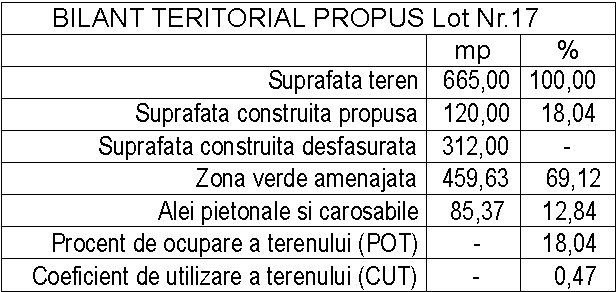 BILANT TERITORIAL PROPUS Lot Nr.17
mp %
Suprafata teren 665,00 100,00
Suprafata construita propusa 120,00 18,04
Suprafata construita desfasurata 312,00 -
Zona verde amenajata 459,63 69,12
Alei pietonale si carosabile 85,37 12,84
Procent de ocupare a terenului (POT) - 18,04
Coeficient de utilizare a terenului (CUT) - 0,47